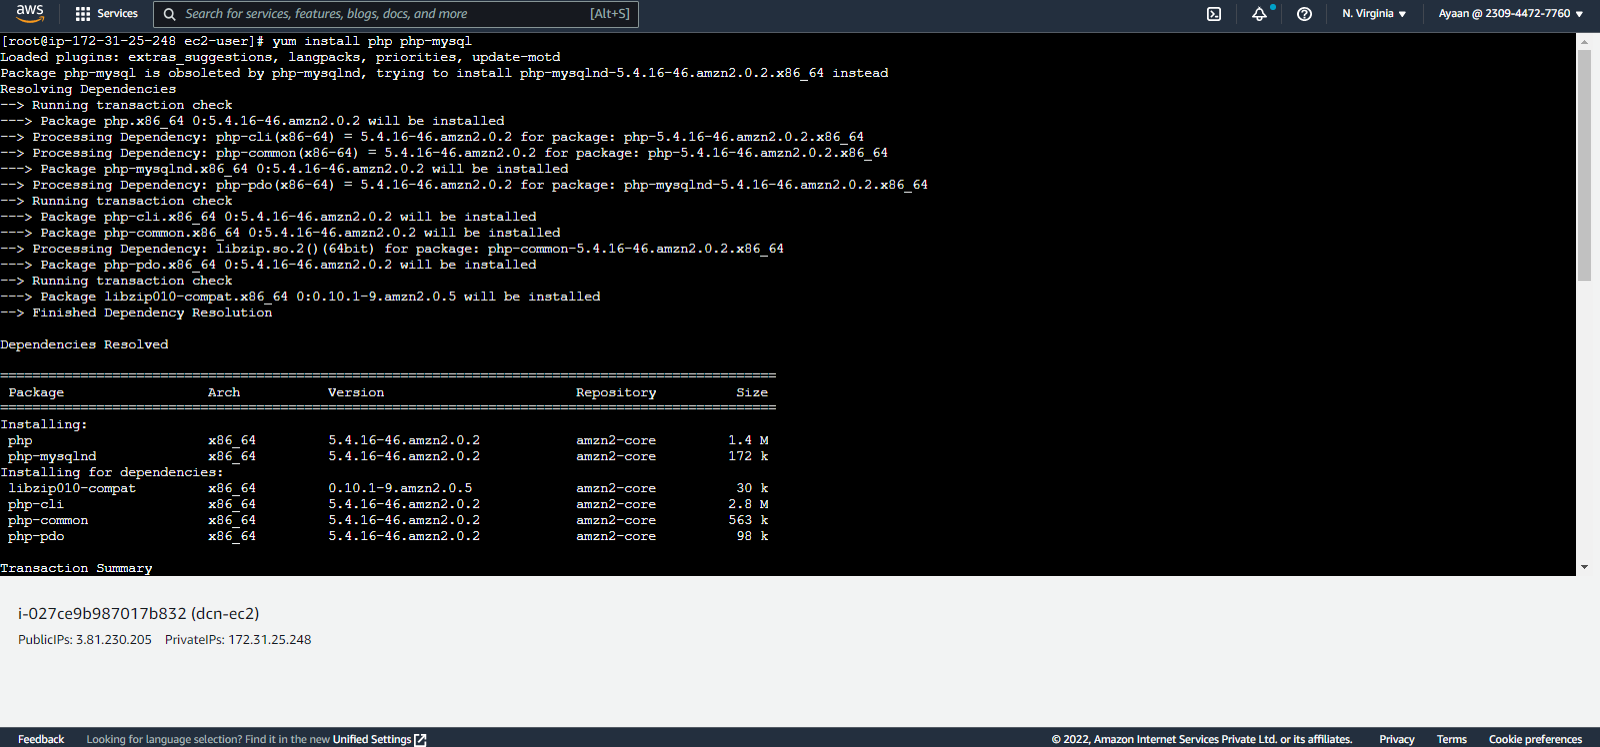 aws Services Search for services, features, blogs, docs, and more [Alt+S] N. Virginia Ayaan @ 2309-4472-7760
[root@ip-172-31-25-248 ec2-user]# yum install php php-mysql
Loaded plugins: extras_suggestions, langpacks, priorities, update-motd
Package php-mysql is obsoleted by php-mysqlnd, trying to install php-mysqlnd-5.4.16-46.amzn2.0.2.x86_64 instead
Resolving Dependencies
--> Running transaction check
---> Package php.x86_64 0:5.4.16-46.amzn2.0.2 will be installed
--> Processing Dependency: php-cli(x86-64) = 5.4.16-46.amzn2.0.2 for package: php-5.4.16-46.amzn2.0.2.x86_64
--> Processing Dependency: php-common(x86-64) = 5.4.16-46.amzn2.0.2 for package: php-5.4.16-46.amzn2.0.2.x86_64
---> Package php-mysqlnd.x86_64 0:5.4.16-46.amzn2.0.2 will be installed
--> Processing Dependency: php-pdo(x86-64) = 5.4.16-46.amzn2.0.2 for package: php-mysqlnd-5.4.16-46.amzn2.0.2.x86_64
--> Running transaction check
---> Package php-cli.x86_64 0:5.4.16-46.amzn2.0.2 will be installed
---> Package php-common.x86_64 0:5.4.16-46.amzn2.0.2 will be installed
--> Processing Dependency: libzip.so.2()(64bit) for package: php-common-5.4.16-46.amzn2.0.2.x86_64
---> Package php-pdo.x86_64 0:5.4.16-46.amzn2.0.2 will be installed
--> Running transaction check
---> Package libzip010-compat.x86_64 0:0.10.1-9.amzn2.0.5 will be installed
--> Finished Dependency Resolution
Dependencies Resolved
Package Arch Version Repository Size
Installing:
php x86_64 5.4.16-46.amzn2.0.2 amzn2-core 1.4 M
php-mysqlnd x86_64 5.4.16-46.amzn2.0.2 amzn2-core 172 k
Installing for dependencies:
libzip010-compat x86_64 0.10.1-9.amzn2.0.5 amzn2-core 30 k
php-cli x86_64 5.4.16-46.amzn2.0.2 amzn2-core 2.8 M
php-common x86_64 5.4.16-46.amzn2.0.2 amzn2-core 563 k
php-pdo x86_64 5.4.16-46.amzn2.0.2 amzn2-core 98 k
Transaction Summary
i-027ce9b987017b832 (dcn-ec2)
PublicIPs: 3.81.230.205 PrivateIPs: 172.31.25.248
Feedback Looking for language selection? Find it in the new Unified Settings © 2022, Amazon Internet Services Private Ltd. or its affiliates. Privacy Terms Cookie preferences